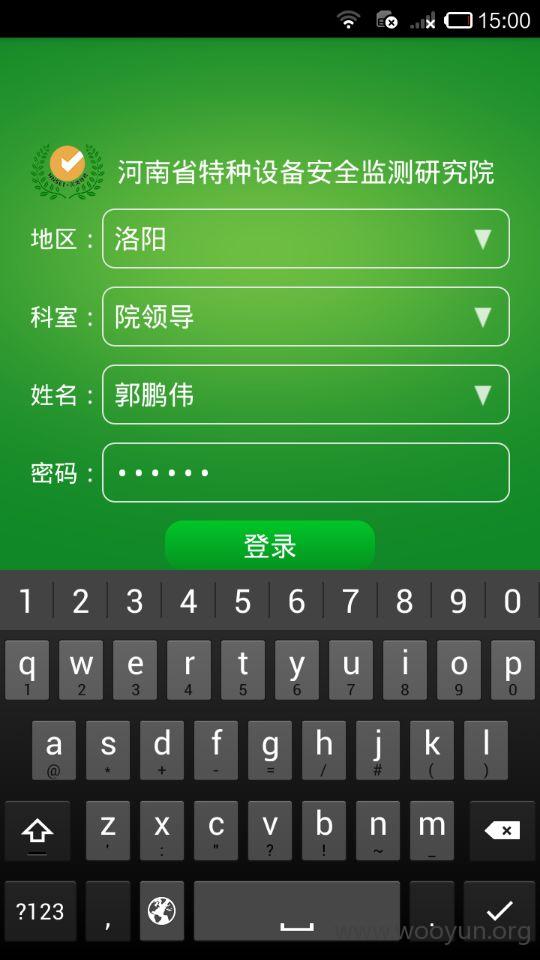 15:00
河南省特种设备安全监测研究院
地区：洛阳
科室：院领导
姓名：郭鹏伟
密码：••••••
登录
1 2 3 4 5 6 7 8 9 0
q w e r t y u i o p
1 2 3 4 5 6 7 8 9 0
a s d f g h j k l
@ * + - = / # ( )
z x c v b n m
' : " ? ! ~ _
?123 , .
www.wooyun.org